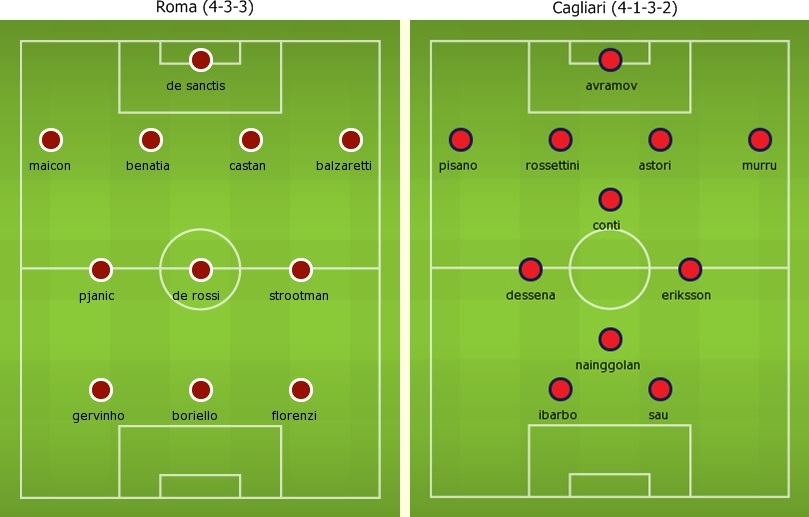 Roma (4-3-3)
de sanctis
maicon benatia castan balzaretti
pjanic de rossi strootman
gervinho boriello florenzi
Cagliari (4-1-3-2)
avramov
pisano rossettini astori murru
conti
dessena eriksson
nainggolan
ibarbo sau